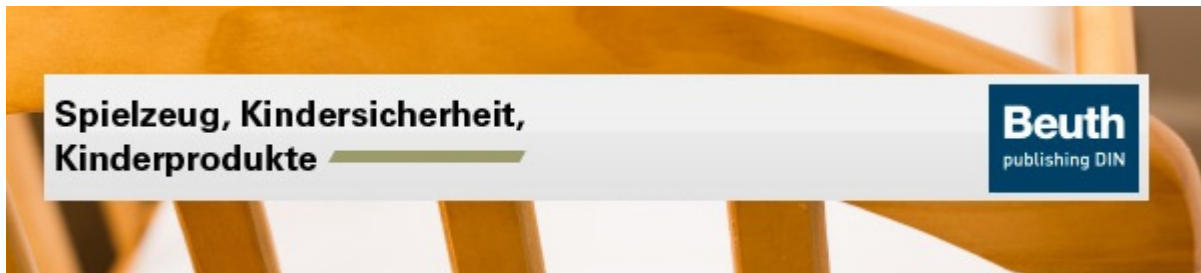 Spielzeug, Kindersicherheit,
Kinderprodukte
Beuth
publishing DIN